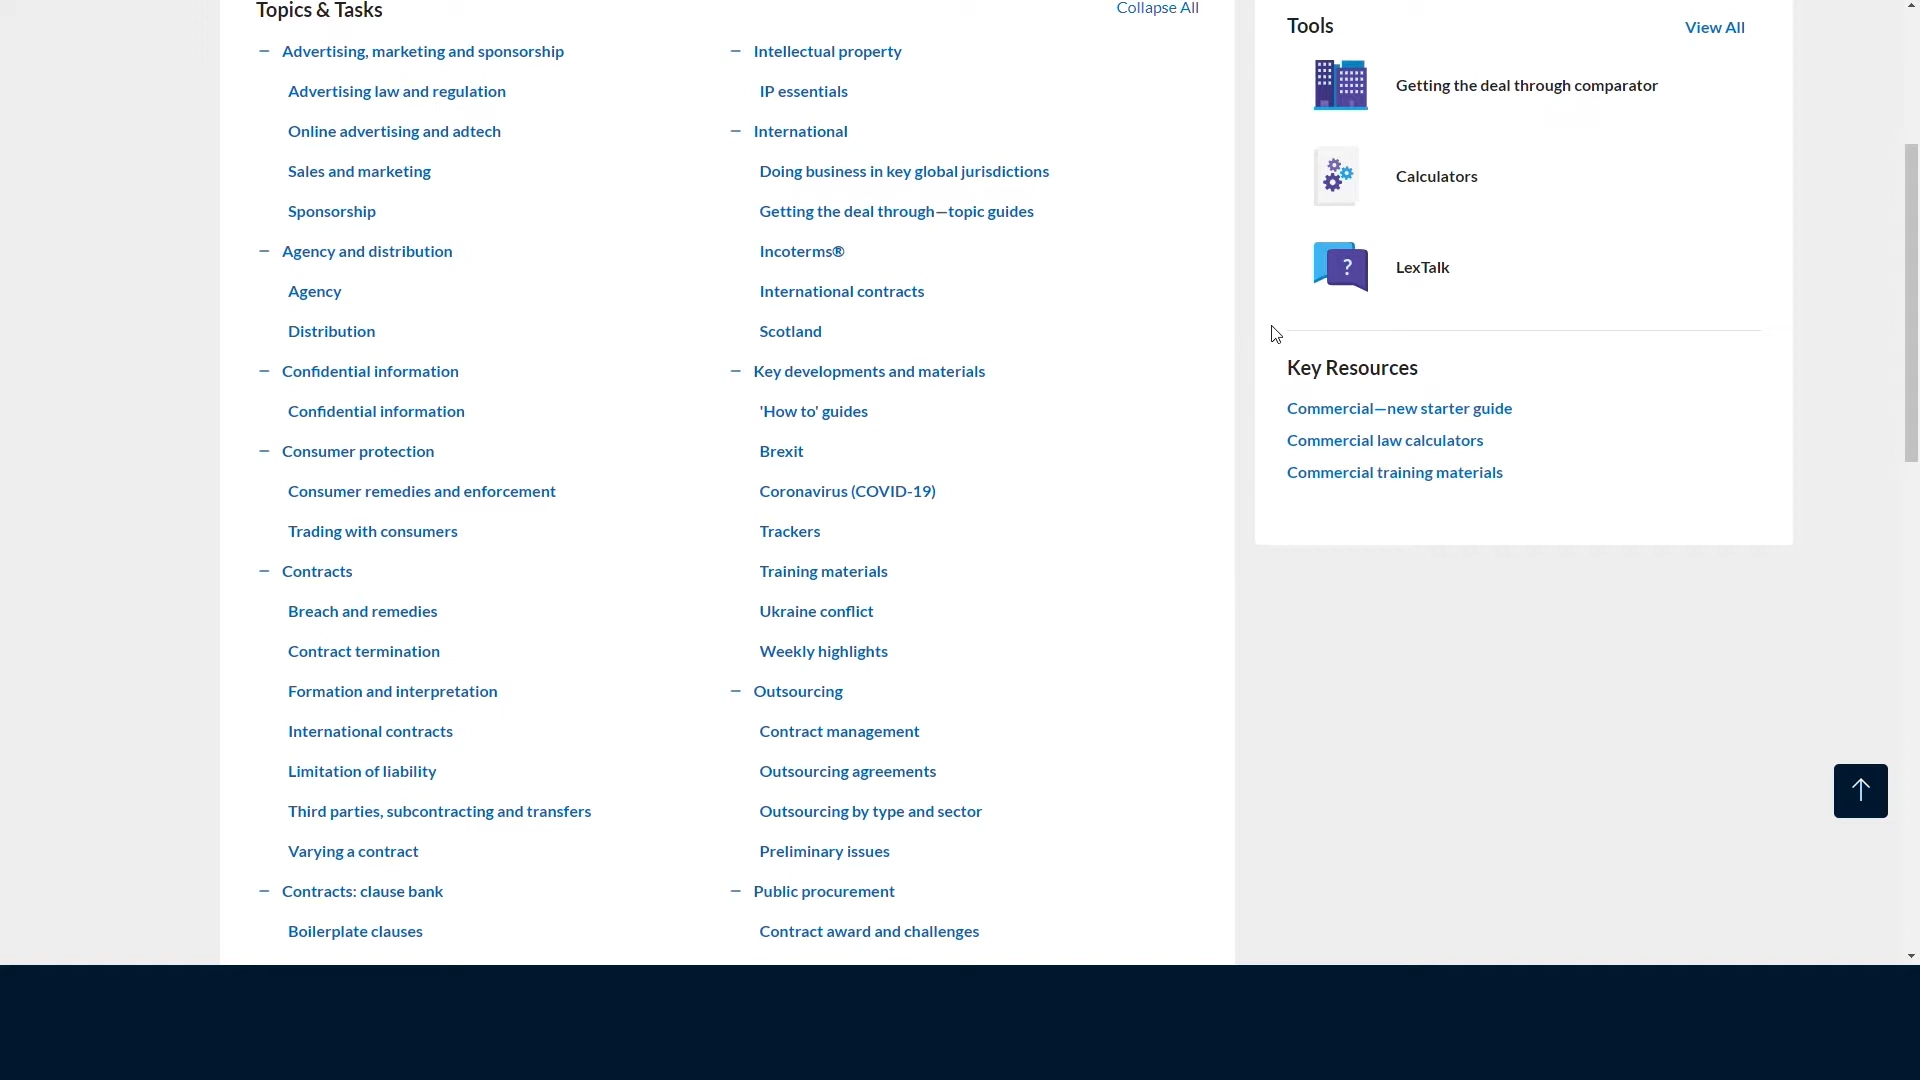 Topics & Tasks
Collapse All
Advertising, marketing and sponsorship
Advertising law and regulation
Online advertising and adtech
Sales and marketing
Sponsorship
Agency and distribution
Agency
Distribution
Confidential information
Confidential information
Consumer protection
Consumer remedies and enforcement
Trading with consumers
Contracts
Breach and remedies
Contract termination
Formation and interpretation
International contracts
Limitation of liability
Third parties, subcontracting and transfers
Varying a contract
Contracts: clause bank
Boilerplate clauses
Intellectual property
IP essentials
International
Doing business in key global jurisdictions
Getting the deal through—topic guides
Incoterms®
International contracts
Scotland
Key developments and materials
'How to' guides
Brexit
Coronavirus (COVID-19)
Trackers
Training materials
Ukraine conflict
Weekly highlights
Outsourcing
Contract management
Outsourcing agreements
Outsourcing by type and sector
Preliminary issues
Public procurement
Contract award and challenges
Tools
View All
Getting the deal through comparator
Calculators
?
LexTalk
Key Resources
Commercial—new starter guide
Commercial law calculators
Commercial training materials